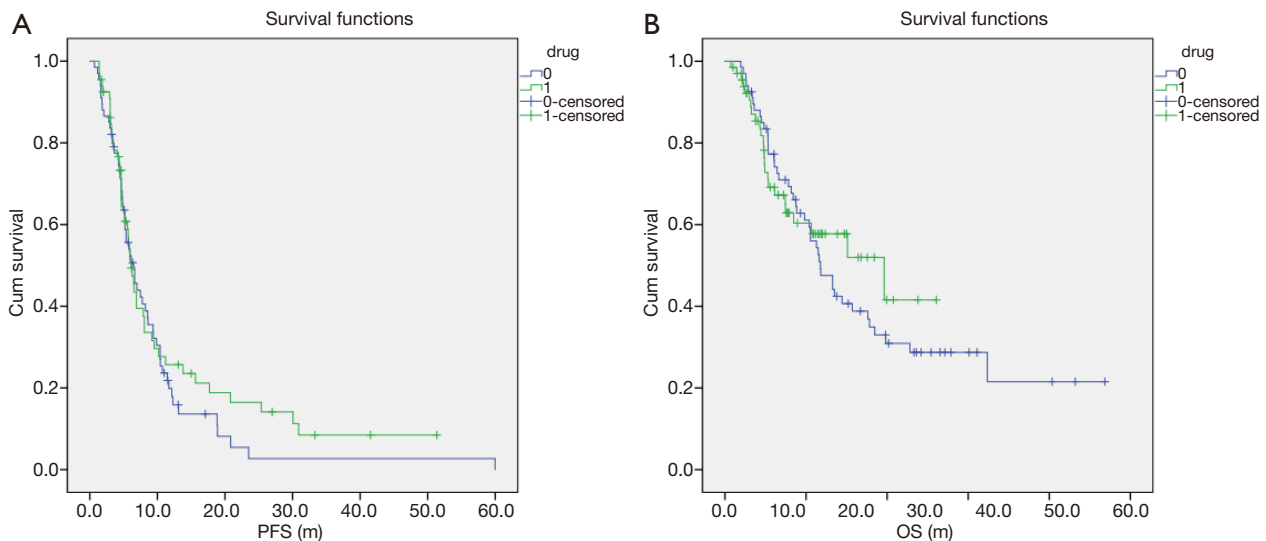 A
Survival functions
Cum survival
1.0
0.8
0.6
0.4
0.2
0.0
0.0 10.0 20.0 30.0 40.0 50.0 60.0
PFS (m)
drug
0
1
0-censored
1-censored
B
Survival functions
Cum survival
1.0
0.8
0.6
0.4
0.2
0.0
0.0 10.0 20.0 30.0 40.0 50.0 60.0
OS (m)
drug
0
1
0-censored
1-censored